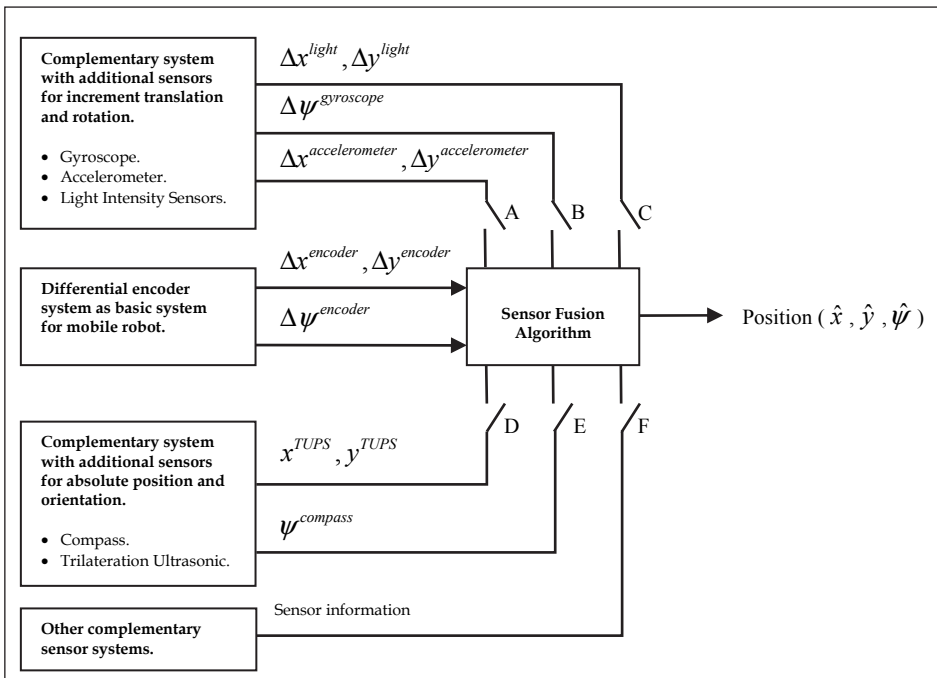 Complementary system
with additional sensors
for increment translation
and rotation.
• Gyroscope.
• Accelerometer.
• Light Intensity Sensors.
Δx^light , Δy^light
Δψ^gyroscope
Δx^accelerometer , Δy^accelerometer
A B C
Differential encoder
system as basic system
for mobile robot.
Δx^encoder , Δy^encoder
Δψ^encoder
Sensor Fusion
Algorithm
Position ( x̂ , ŷ , ψ̂ )
D E F
Complementary system
with additional sensors
for absolute position and
orientation.
• Compass.
• Trilateration Ultrasonic.
x^TUPS , y^TUPS
ψ^compass
Other complementary
sensor systems.
Sensor information